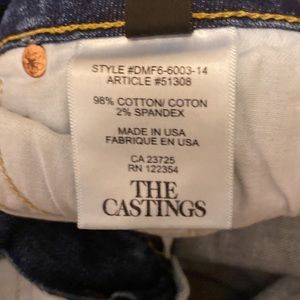 STYLE #DMF6-6003-14
ARTICLE #51308
98% COTTON/ COTON
2% SPANDEX
MADE IN USA
FABRIQUE EN USA
CA 23725
RN 122354
THE
CASTINGS